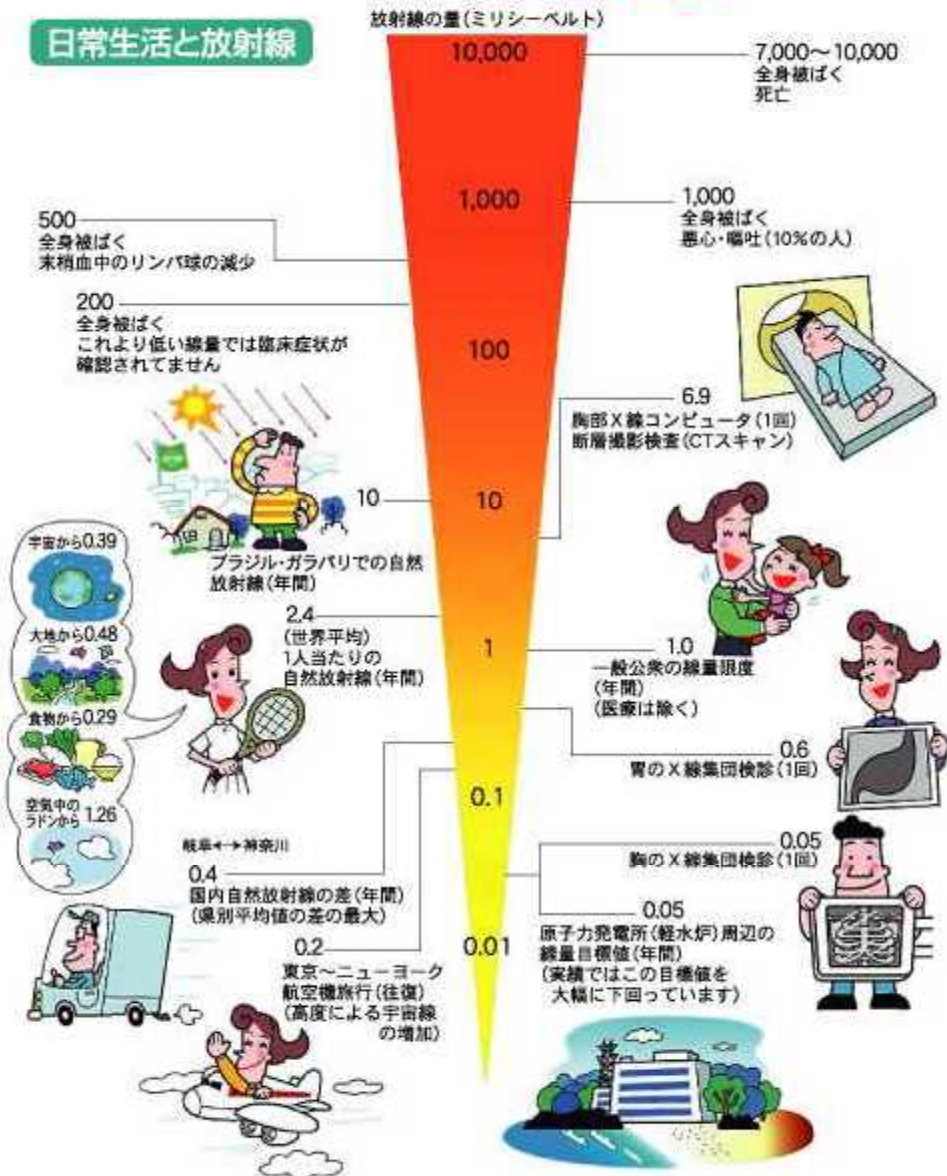 日常生活と放射線
放射線の量(ミリシーベルト)
10,000
1,000
100
10
1
0.1
0.01
7,000～10,000
全身被ばく
死亡
1,000
全身被ばく
悪心・嘔吐(10%の人)
500
全身被ばく
末梢血中のリンパ球の減少
200
全身被ばく
これより低い線量では臨床症状が
確認されてません
6.9
胸部X線コンピュータ(1回)
断層撮影検査(CTスキャン)
10
ブラジル・ガラパリでの自然
放射線(年間)
宇宙から0.39
大地から0.48
食物から0.29
空気中の
ラドンから1.26
2.4
(世界平均)
1人当たりの
自然放射線(年間)
1.0
一般公衆の線量限度
(年間)
(医療は除く)
0.6
胃のX線集団検診(1回)
岐阜←→神奈川
0.4
国内自然放射線の差(年間)
(県別平均値の差の最大)
0.05
胸のX線集団検診(1回)
0.2
東京～ニューヨーク
航空機旅行(往復)
(高度による宇宙線
の増加)
0.05
原子力発電所(軽水炉)周辺の
線量目標値(年間)
(実績ではこの目標値を
大幅に下回っています)